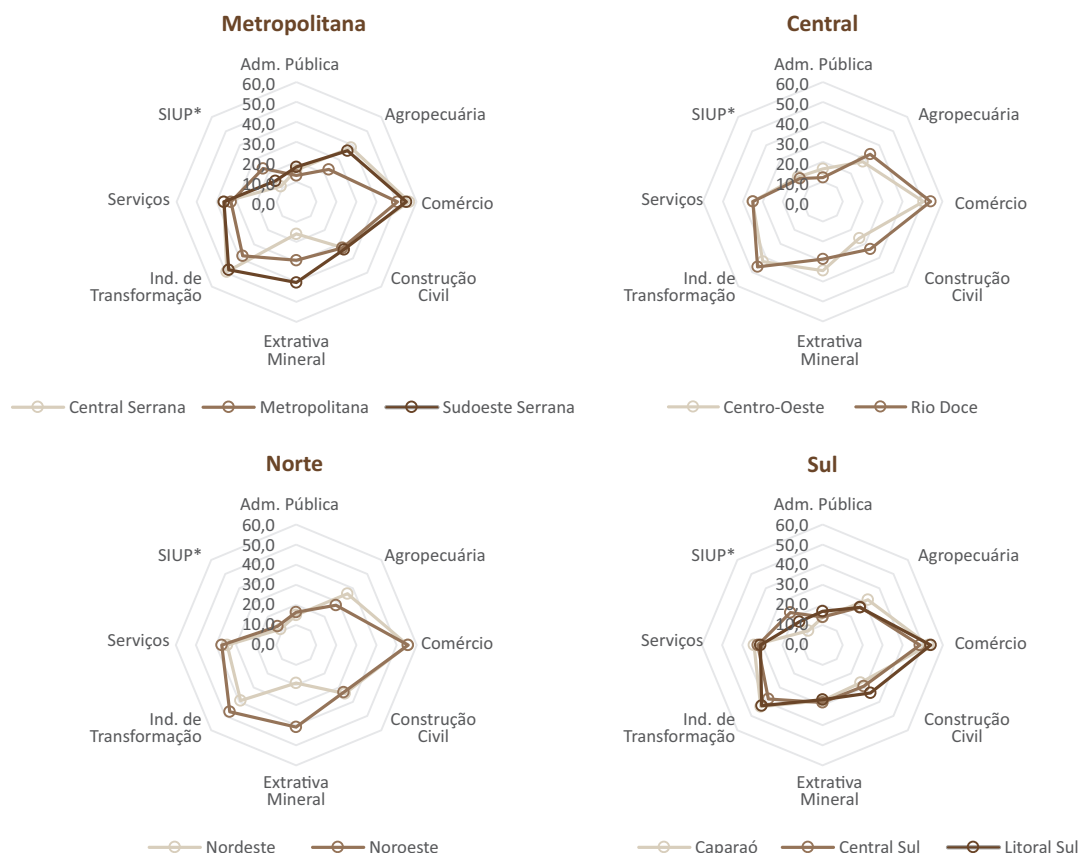 Metropolitana
Adm. Pública
60,0
50,0
40,0
30,0
20,0
10,0
0,0
Agropecuária
Comércio
Construção
Civil
Extrativa
Mineral
Ind. de
Transformação
Serviços
SIUP*
Central Serrana
Metropolitana
Sudoeste Serrana
Central
Adm. Pública
60,0
50,0
40,0
30,0
20,0
10,0
0,0
Agropecuária
Comércio
Construção
Civil
Extrativa
Mineral
Ind. de
Transformação
Serviços
SIUP*
Centro-Oeste
Rio Doce
Norte
Adm. Pública
60,0
50,0
40,0
30,0
20,0
10,0
0,0
Agropecuária
Comércio
Construção
Civil
Extrativa
Mineral
Ind. de
Transformação
Serviços
SIUP*
Nordeste
Noroeste
Sul
Adm. Pública
60,0
50,0
40,0
30,0
20,0
10,0
0,0
Agropecuária
Comércio
Construção
Civil
Extrativa
Mineral
Ind. de
Transformação
Serviços
SIUP*
Caparaó
Central Sul
Litoral Sul